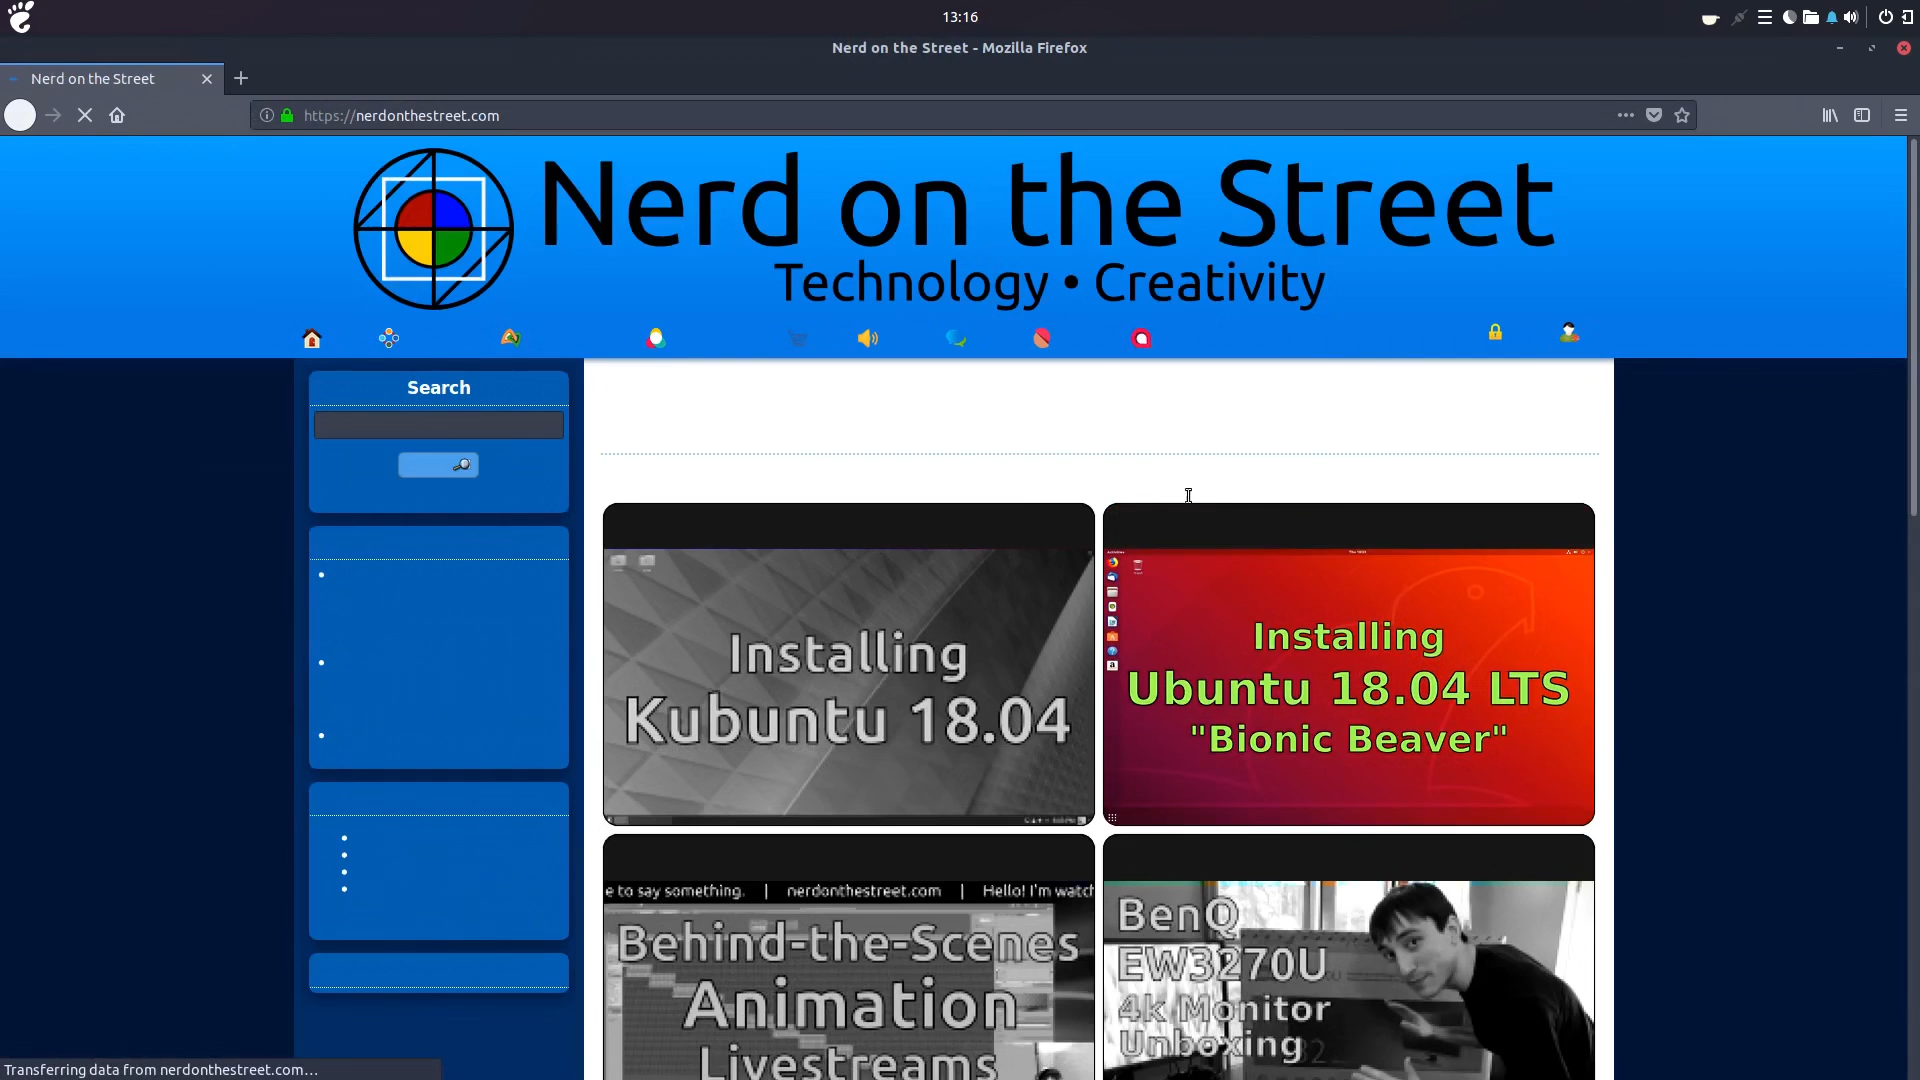 13:16
Nerd on the Street - Mozilla Firefox
Nerd on the Street
https://nerdonthestreet.com
Nerd on the Street
Technology • Creativity
Search
Installing
Kubuntu 18.04
Installing
Ubuntu 18.04 LTS
"Bionic Beaver"
e to say something. | nerdonthestreet.com | Hello! I'm watch
Behind-the-Scenes
Animation
Livestreams
BenQ
EW3270U
4k Monitor
Unboxing
Transferring data from nerdonthestreet.com…